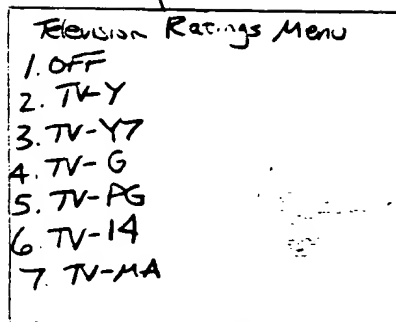 Television Ratings Menu
1. OFF
2. TV-Y
3. TV-Y7
4. TV-G
5. TV-PG
6. TV-14
7. TV-MA